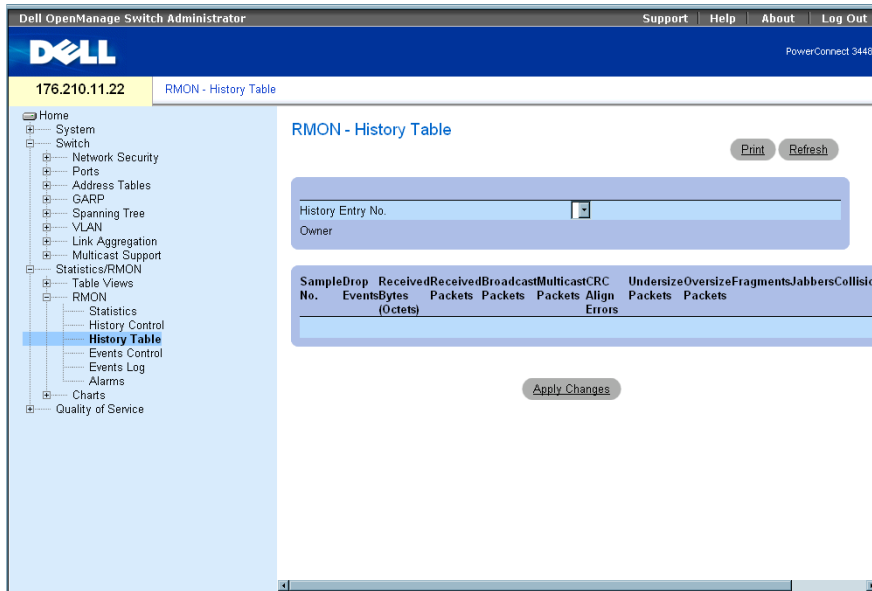 Dell OpenManage Switch Administrator
Support Help About Log Out
DELL
PowerConnect 3448
176.210.11.22
RMON - History Table
Home
System
Switch
Network Security
Ports
Address Tables
GARP
Spanning Tree
VLAN
Link Aggregation
Multicast Support
Statistics/RMON
Table Views
RMON
Statistics
History Control
History Table
Events Control
Events Log
Alarms
Charts
Quality of Service
RMON - History Table
Print Refresh
History Entry No.
Owner
Sample Drop Received Received Broadcast Multicast CRC Undersize Oversize Fragments Jabbers Collisio
No. Events Bytes Packets Packets Packets Align Packets Packets
(Octets) Errors
Apply Changes